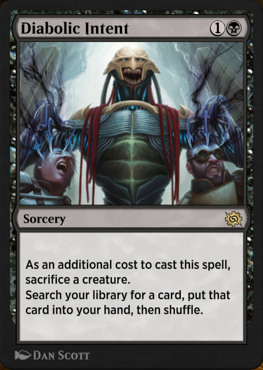 Diabolic Intent 1
Sorcery
As an additional cost to cast this spell,
sacrifice a creature.
Search your library for a card, put that
card into your hand, then shuffle.
Dan Scott